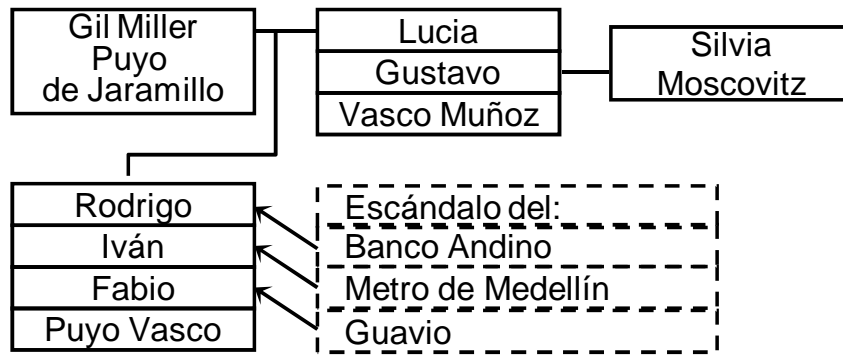 Gil Miller
Puyo
de Jaramillo
Lucia
Gustavo
Vasco Muñoz
Silvia
Moscovitz
Rodrigo
Iván
Fabio
Puyo Vasco
Escándalo del:
Banco Andino
Metro de Medellín
Guavio